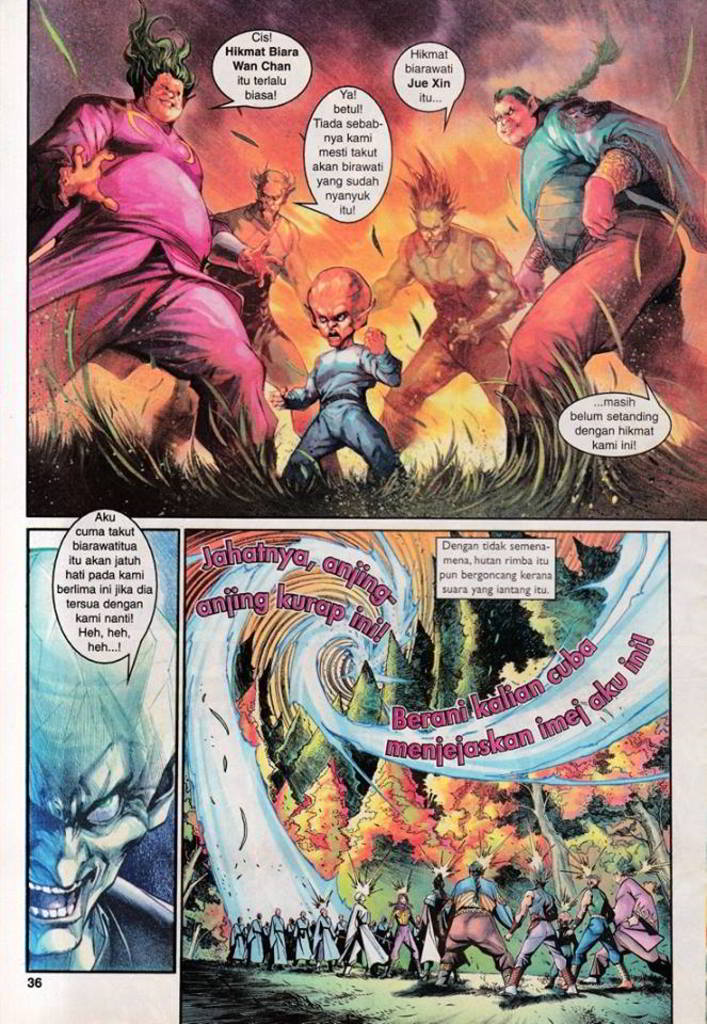 Cis!
Hikmat Biara
Wan Chan
itu terlalu
biasa!
Ya!
betul!
Tiada sebab-
nya kami
mesti takut
akan birawati
yang sudah
nyanyuk
itu!
Hikmat
biarawati
Jue Xin
itu...
...masih
belum setanding
dengan hikmat
kami ini!
Aku
cuma takut
biarawatitua
itu akan jatuh
hati pada kami
berlima ini jika dia
tersua dengan
kami nanti!
Heh, heh,
heh...!
Jahatnya, anjing-
anjing kurap ini!
Dengan tidak semena-
mena, hutan rimba itu
pun bergoncang kerana
suara yang lantang itu.
Berani kalian cuba
menjejaskan imej aku ini!
36